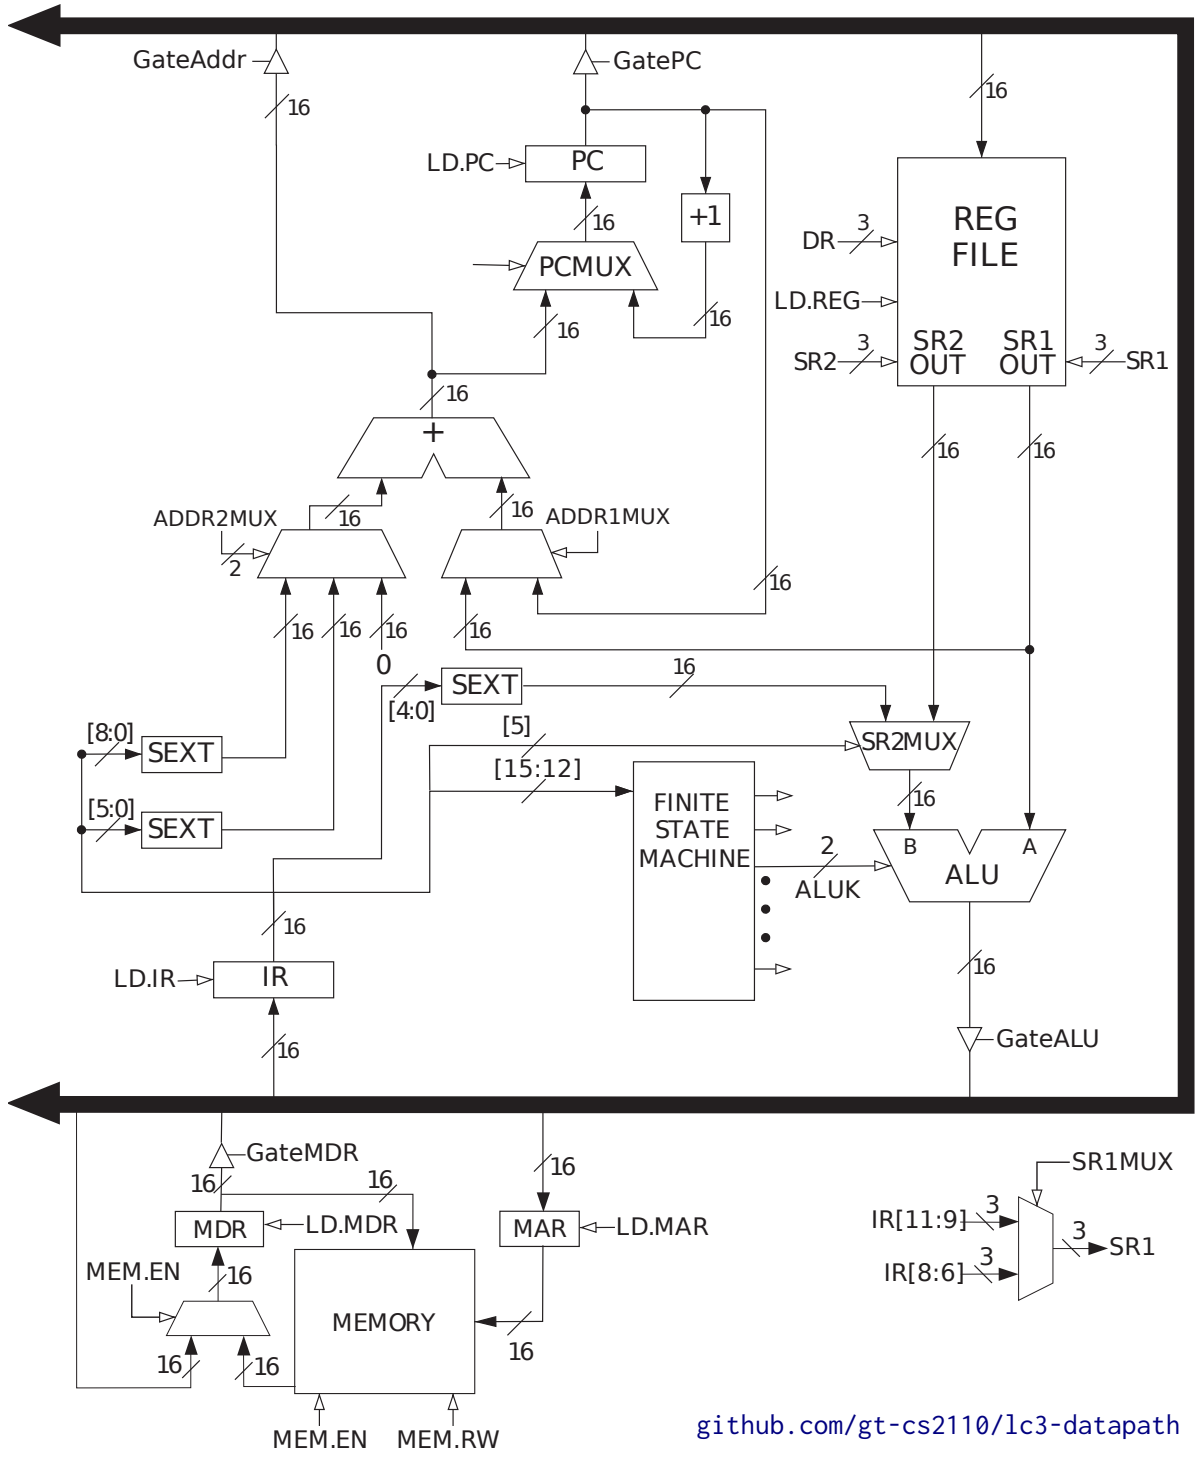 GateAddr
GatePC
16
16
LD.PC
PC
+1
16
PCMUX
16
16
REG
FILE
DR
3
LD.REG
SR2
3
SR2
OUT
SR1
OUT
3
SR1
16
+
16
16
16
16
ADDR2MUX
2
ADDR1MUX
16
16
16
16
16
0
[4:0]
SEXT
16
[8:0]
SEXT
[5:0]
SEXT
[5]
[15:12]
SR2MUX
16
FINITE
STATE
MACHINE
2
ALUK
B
A
ALU
16
LD.IR
IR
16
16
GateALU
GateMDR
16
16
16
MDR
LD.MDR
MAR
LD.MAR
MEM.EN
16
MEMORY
16
16
16
MEM.EN
MEM.RW
SR1MUX
IR[11:9]
3
IR[8:6]
3
3
SR1
github.com/gt-cs2110/lc3-datapath